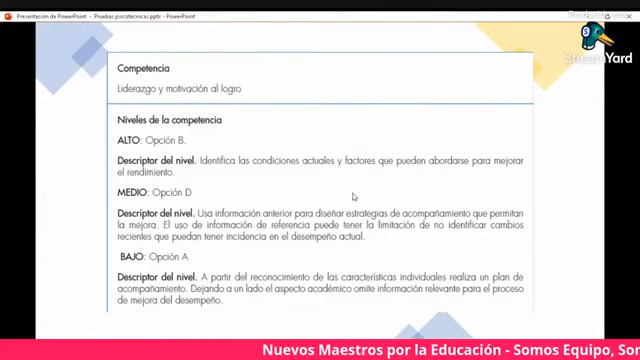 Presentación de PowerPoint - Pruebas psicotécnicas.pptx - PowerPoint
StreamYard
Competencia
Liderazgo y motivación al logro
Niveles de la competencia
ALTO: Opción B.
Descriptor del nivel. Identifica las condiciones actuales y factores que pueden abordarse para mejorar
el rendimiento.
MEDIO: Opción D
Descriptor del nivel. Usa información anterior para diseñar estrategias de acompañamiento que permitan
la mejora. El uso de información de referencia puede tener la limitación de no identificar cambios
recientes que puedan tener incidencia en el desempeño actual.
BAJO: Opción A
Descriptor del nivel. A partir del reconocimiento de las características individuales realiza un plan de
acompañamiento. Dejando a un lado el aspecto académico omite información relevante para el proceso
de mejora del desempeño.
Nuevos Maestros por la Educación - Somos Equipo, Son